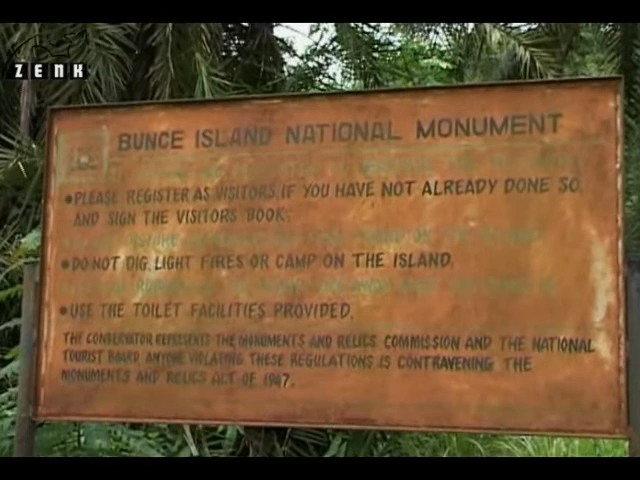 ZENK
BUNCE ISLAND NATIONAL MONUMENT
•PLEASE REGISTER AS VISITORS, IF YOU HAVE NOT ALREADY DONE SO,
AND SIGN THE VISITORS BOOK.
•DO NOT DIG, LIGHT FIRES OR CAMP ON THE ISLAND.
•USE THE TOILET FACILITIES PROVIDED.
THE CONSERVATOR REPRESENTS THE MONUMENTS AND RELICS COMMISSION AND THE NATIONAL
TOURIST BOARD. ANYONE VIOLATING THESE REGULATIONS IS CONTRAVENING THE
MONUMENTS AND RELICS ACT OF 1947.